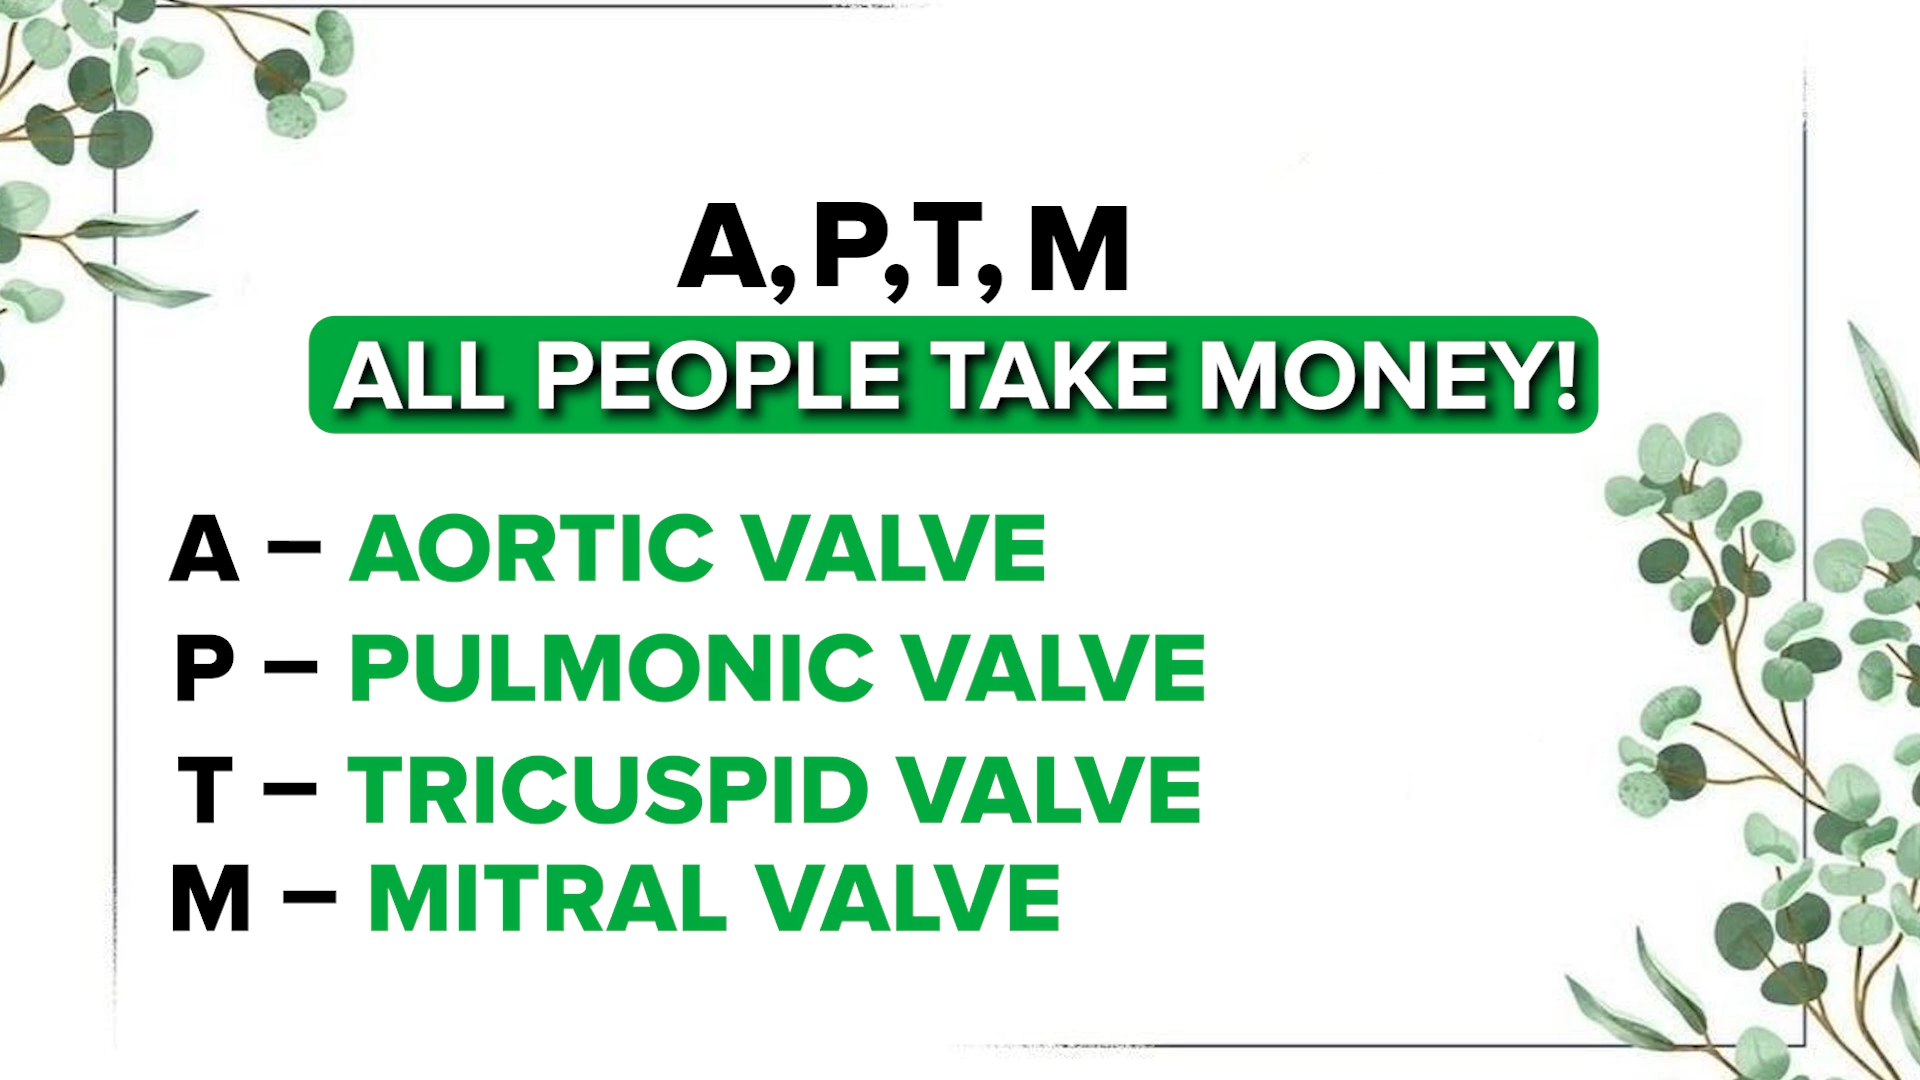 A, P, T, M
ALL PEOPLE TAKE MONEY!
A – AORTIC VALVE
P – PULMONIC VALVE
T – TRICUSPID VALVE
M – MITRAL VALVE